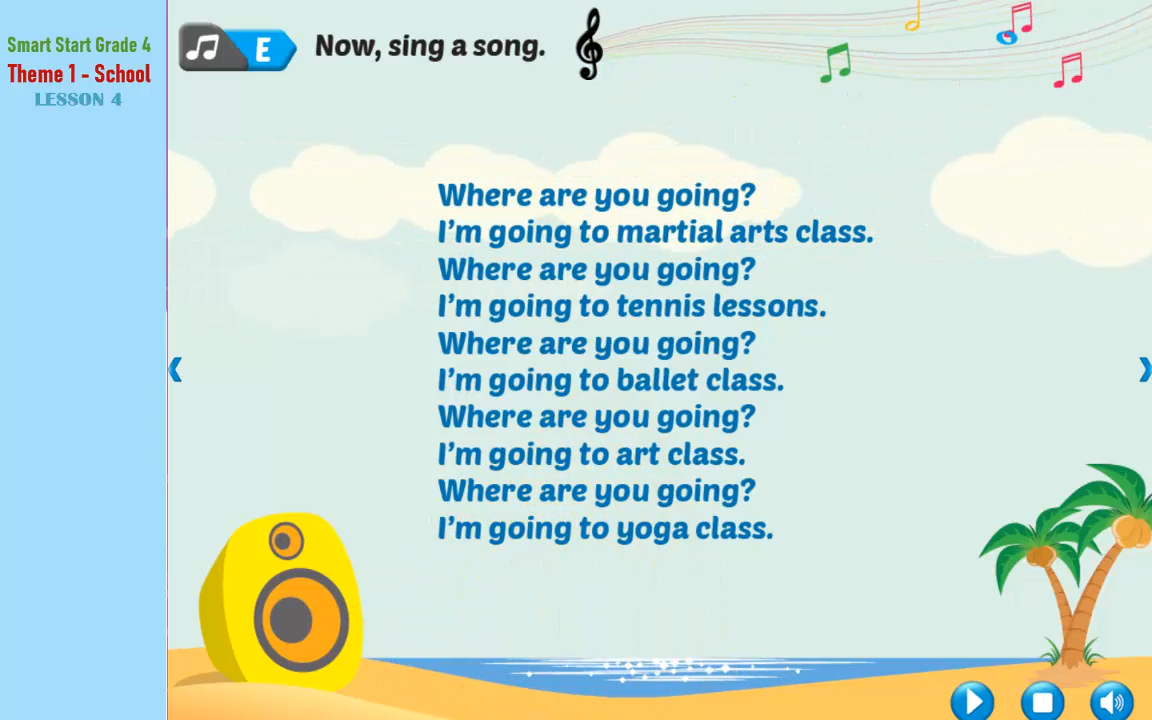 Smart Start Grade 4
Theme 1 - School
LESSON 4
E
Now, sing a song.
Where are you going?
I'm going to martial arts class.
Where are you going?
I'm going to tennis lessons.
Where are you going?
I'm going to ballet class.
Where are you going?
I'm going to art class.
Where are you going?
I'm going to yoga class.